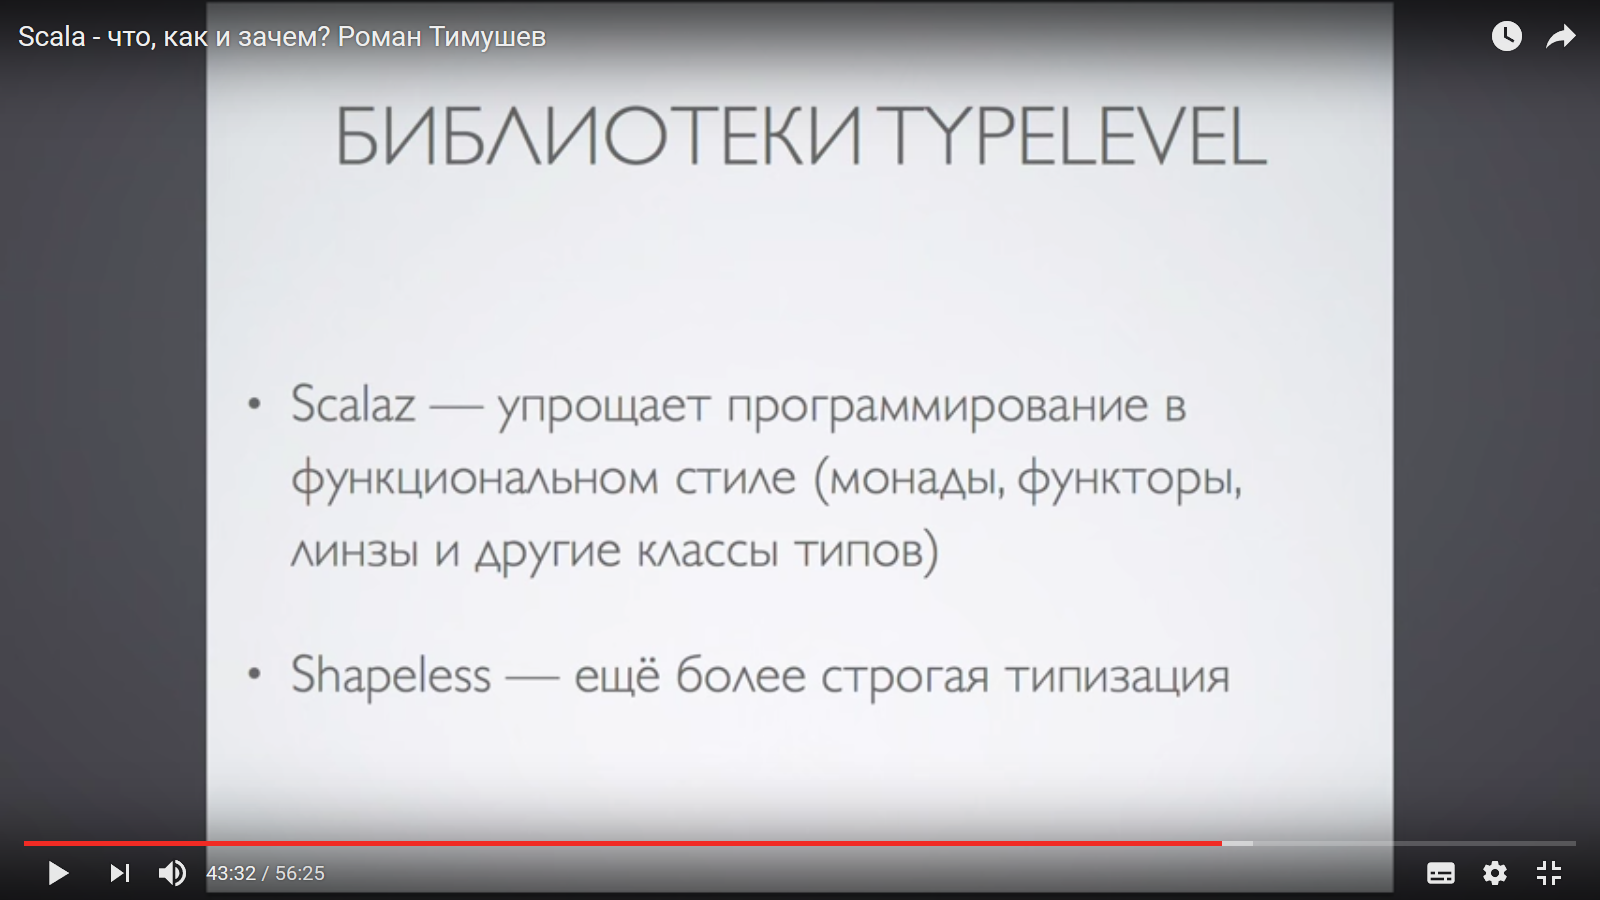 Scala - что, как и зачем? Роман Тимушев
БИБЛИОТЕКИ TYPELEVEL
• Scalaz — упрощает программирование в
функциональном стиле (монады, функторы,
линзы и другие классы типов)
• Shapeless — ещё более строгая типизация
43:32 / 56:25